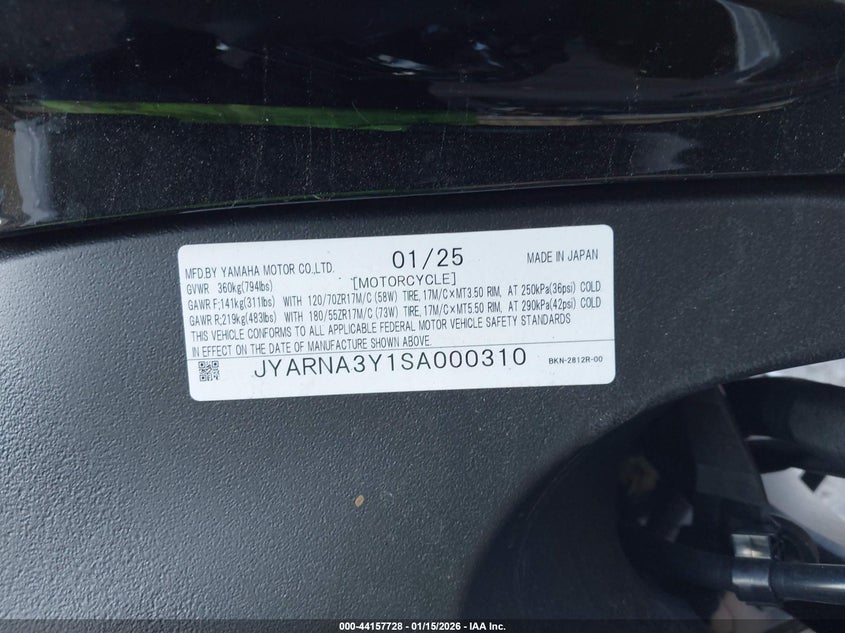 MFD.BY YAMAHA MOTOR CO.,LTD. 01/25 MADE IN JAPAN
GVWR 360kg(794lbs) [MOTORCYCLE]
GAWR F;141kg(311lbs) WITH 120/70ZR17M/C (58W) TIRE, 17M/C×MT3.50 RIM, AT 250kPa(36psi) COLD
GAWR R;219kg(483lbs) WITH 180/55ZR17M/C (73W) TIRE, 17M/C×MT5.50 RIM, AT 290kPa(42psi) COLD
THIS VEHICLE CONFORMS TO ALL APPLICABLE FEDERAL MOTOR VEHICLE SAFETY STANDARDS
IN EFFECT ON THE DATE OF MANUFACTURE SHOWN ABOVE.
JYARNA3Y1SA000310 BKN-2812R-00
000-44157728 - 01/15/2026 - IAA Inc.